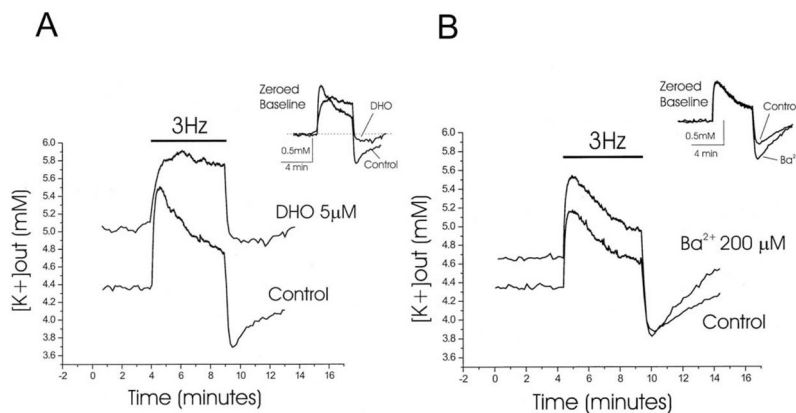 A
Zeroed
Baseline
DHO
Control
0.5mM
4 min
3Hz
6.0
5.8
5.6
5.4
5.2
5.0
4.8
4.6
4.4
4.2
4.0
3.8
3.6
[K+]out (mM)
DHO 5μM
Control
-2 0 2 4 6 8 10 12 14 16
Time (minutes)
B
Zeroed
Baseline
Contro
0.5mM
4 min
Ba²
3Hz
6.0
5.8
5.6
5.4
5.2
5.0
4.8
4.6
4.4
4.2
4.0
3.8
3.6
[K+]out (mM)
Ba²⁺ 200 μM
Control
-2 0 2 4 6 8 10 12 14 16
Time (minutes)